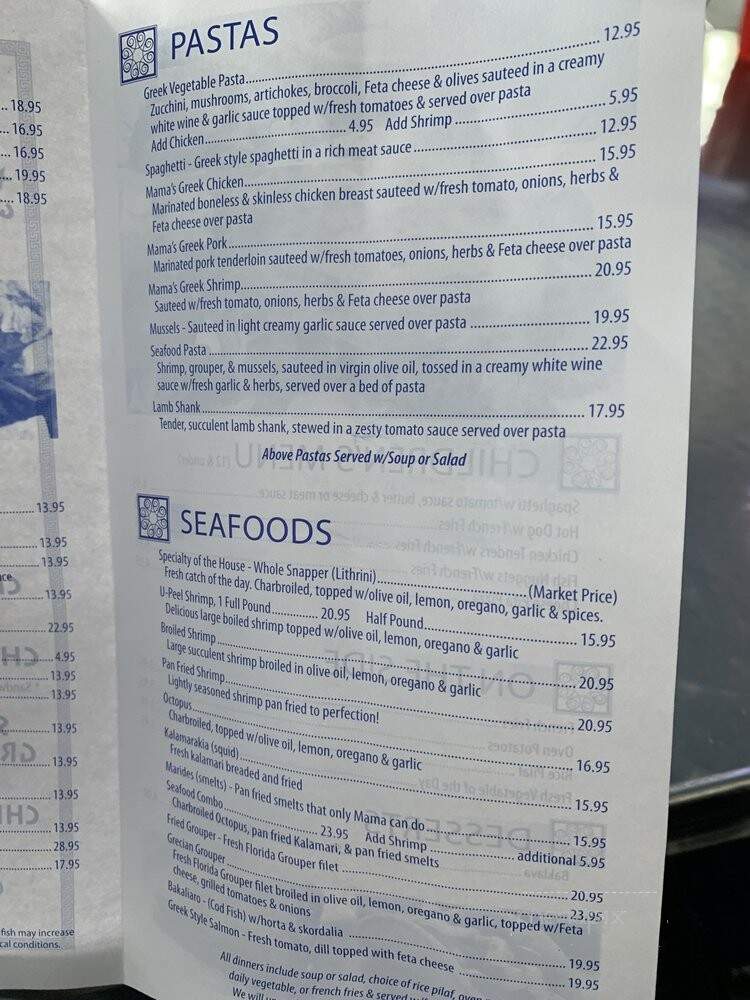 18.95
16.95
16.95
19.95
18.95
13.95
13.95
13.95
13.95
22.95
4.95
13.95
13.95
13.95
13.95
13.95
13.95
28.95
17.95
fish may increase
cal conditions.
PASTAS
Greek Vegetable Pasta 12.95
Zucchini, mushrooms, artichokes, broccoli, Feta cheese & olives sauteed in a creamy
white wine & garlic sauce topped w/fresh tomatoes & served over pasta
Add Chicken 4.95 Add Shrimp 5.95
Spaghetti - Greek style spaghetti in a rich meat sauce 12.95
Mama's Greek Chicken 15.95
Marinated boneless & skinless chicken breast sauteed w/fresh tomato, onions, herbs &
Feta cheese over pasta
Mama's Greek Pork 15.95
Marinated pork tenderloin sauteed w/fresh tomatoes, onions, herbs & Feta cheese over pasta
Mama's Greek Shrimp 20.95
Sauteed w/fresh tomato, onions, herbs & Feta cheese over pasta
Mussels - Sauteed in light creamy garlic sauce served over pasta 19.95
Seafood Pasta 22.95
Shrimp, grouper, & mussels, sauteed in virgin olive oil, tossed in a creamy white wine
sauce w/fresh garlic & herbs, served over a bed of pasta
Lamb Shank 17.95
Tender, succulent lamb shank, stewed in a zesty tomato sauce served over pasta
Above Pastas Served w/Soup or Salad
SEAFOODS
Specialty of the House - Whole Snapper (Lithrini) (Market Price)
Fresh catch of the day. Charbroiled, topped w/olive oil, lemon, oregano, garlic & spices.
U-Peel Shrimp, 1 Full Pound 20.95 Half Pound 15.95
Delicious large boiled shrimp topped w/olive oil, lemon, oregano & garlic
Broiled Shrimp 20.95
Large succulent shrimp broiled in olive oil, lemon, oregano & garlic
Pan Fried Shrimp 20.95
Lightly seasoned shrimp pan fried to perfection!
Octopus 16.95
Charbroiled, topped w/olive oil, lemon, oregano & garlic
Kalamarakia (squid) 15.95
Fresh kalamari breaded and fried
Marides (smelts) - Pan fried smelts that only Mama can do 15.95
Seafood Combo 23.95 Add Shrimp additional 5.95
Charbroiled Octopus, pan fried Kalamari, & pan fried smelts
Fried Grouper - Fresh Florida Grouper filet 20.95
Grecian Grouper 23.95
Fresh Florida Grouper filet broiled in olive oil, lemon, oregano & garlic, topped w/Feta
cheese, grilled tomatoes & onions
Bakaliaro - (Cod Fish) w/horta & skordalia 19.95
Greek Style Salmon - Fresh tomato, dill topped with feta cheese 19.95
All dinners include soup or salad, choice of rice pilaf, oven
daily vegetable, or french fries & served
We will